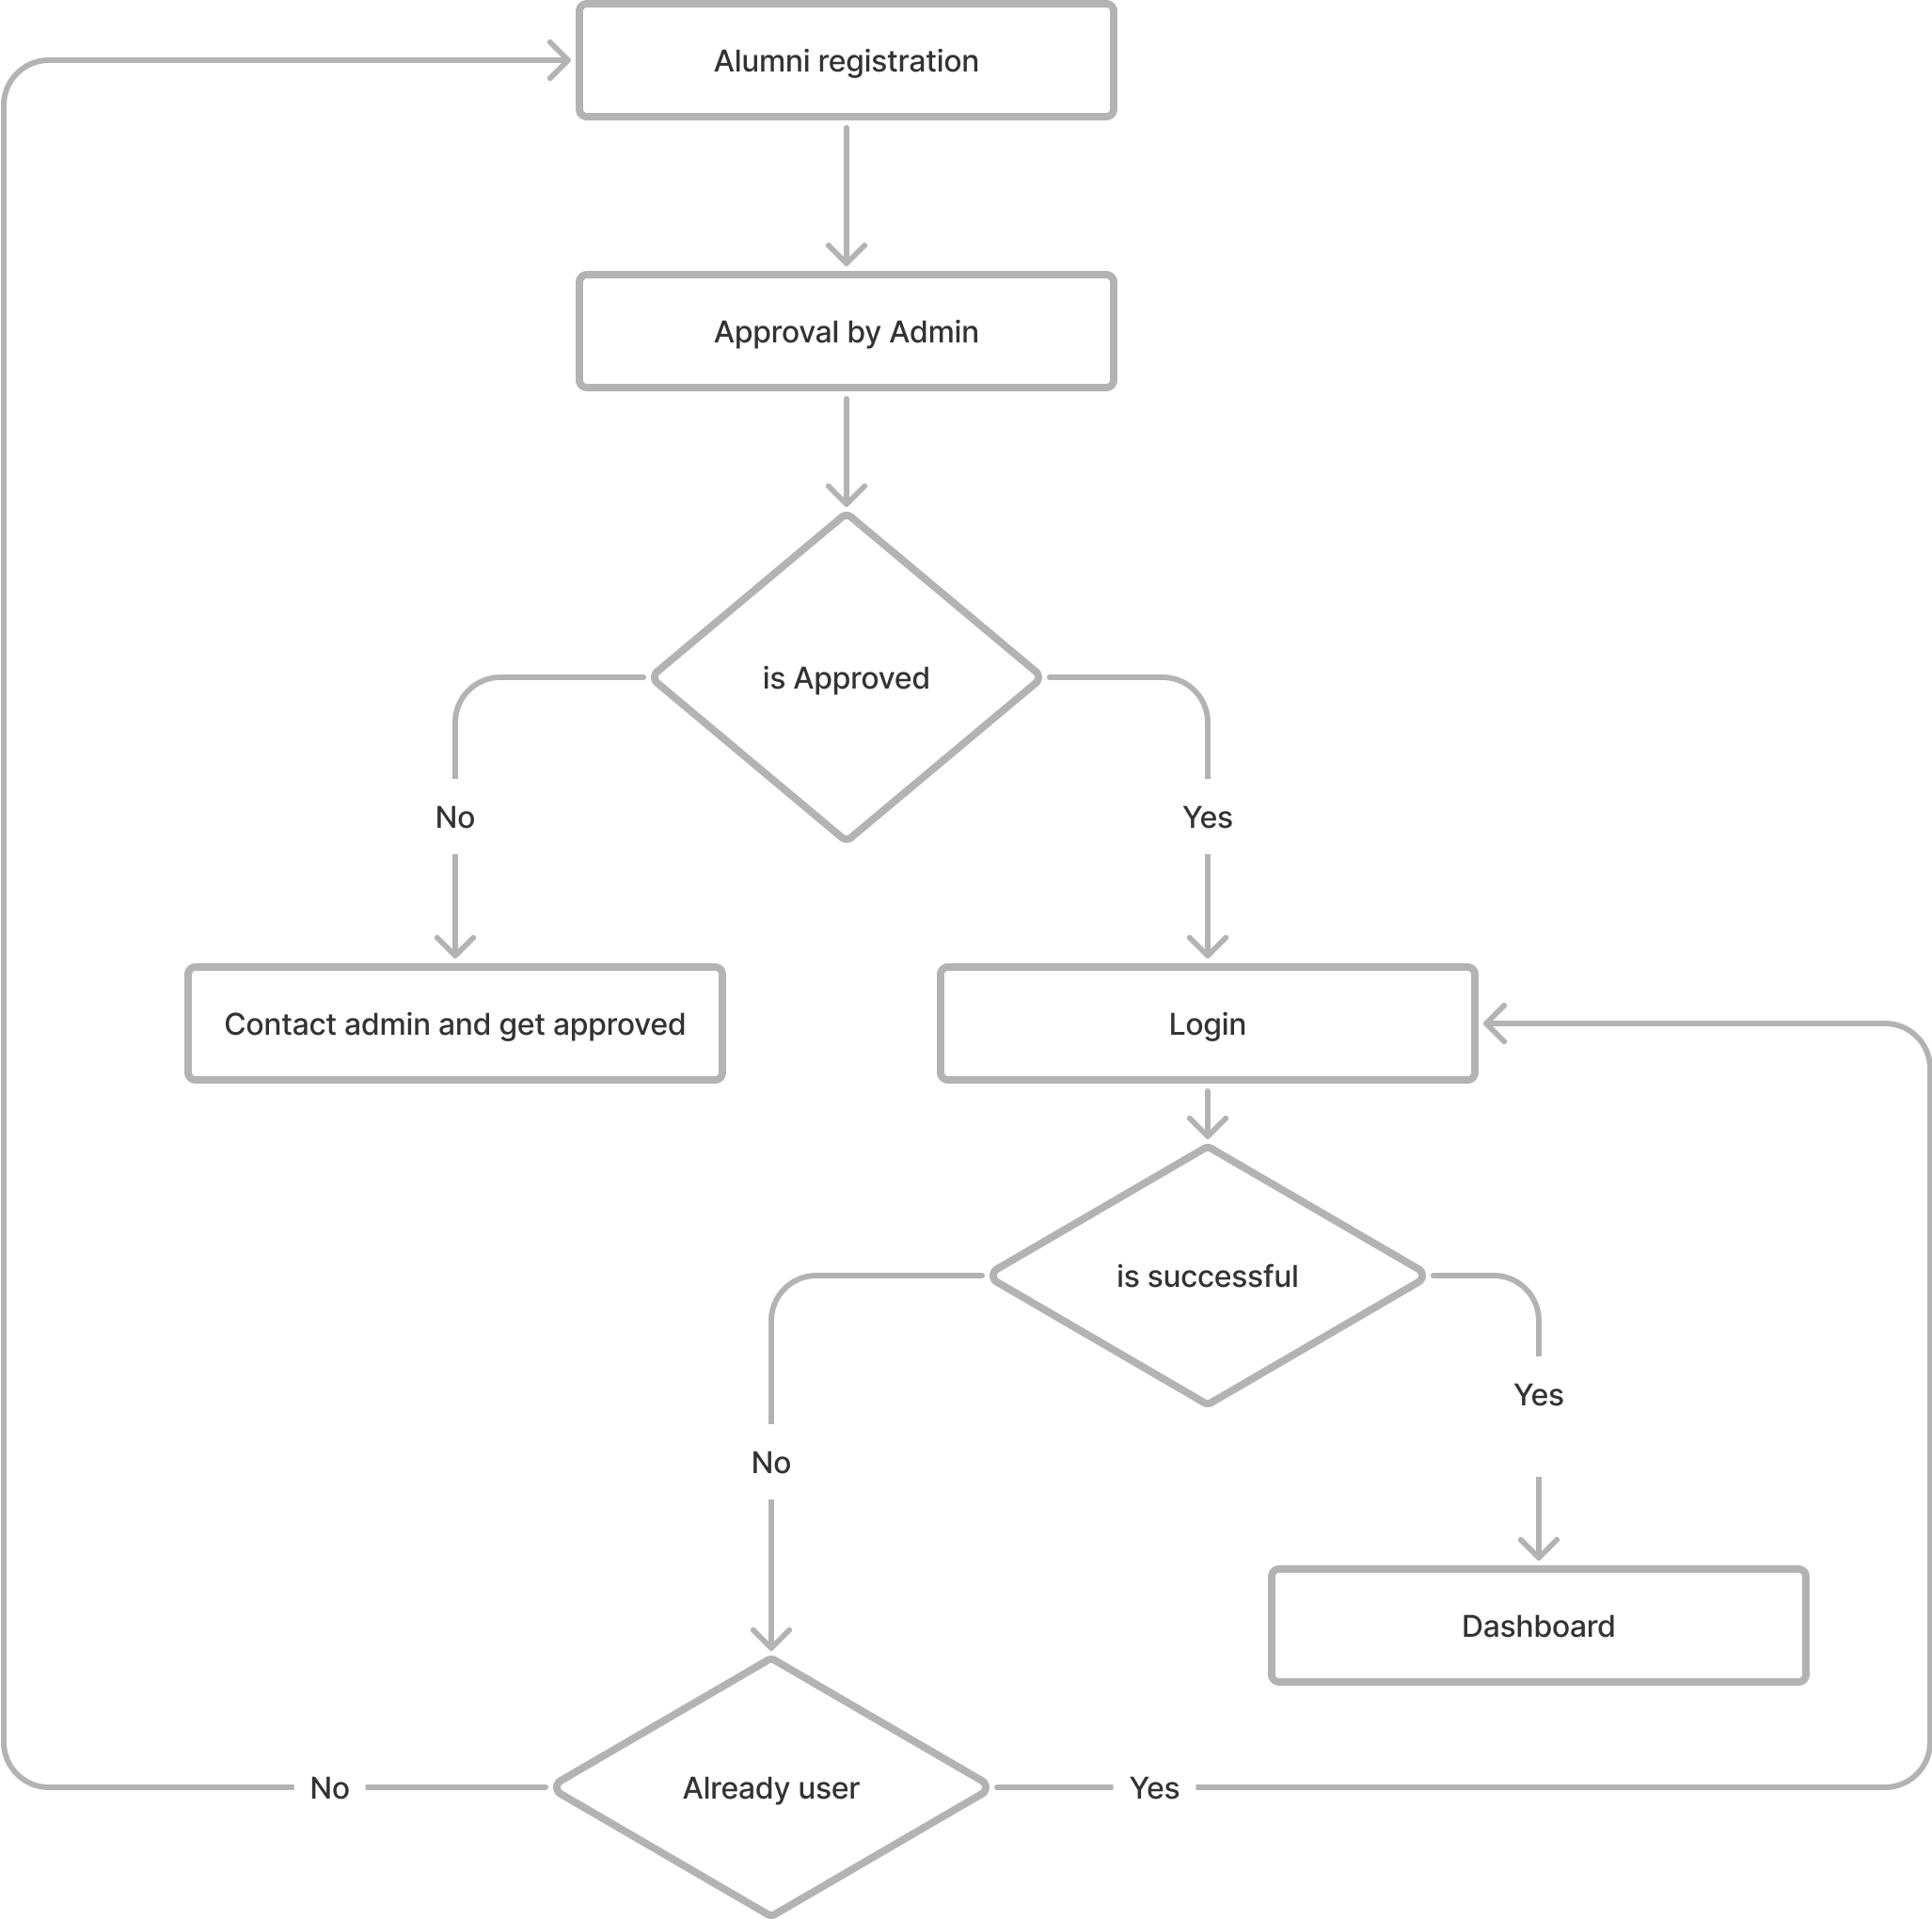 Alumni registration
Approval by Admin
is Approved
No
Yes
Contact admin and get approved
Login
is successful
Yes
No
Dashboard
No
Already user
Yes